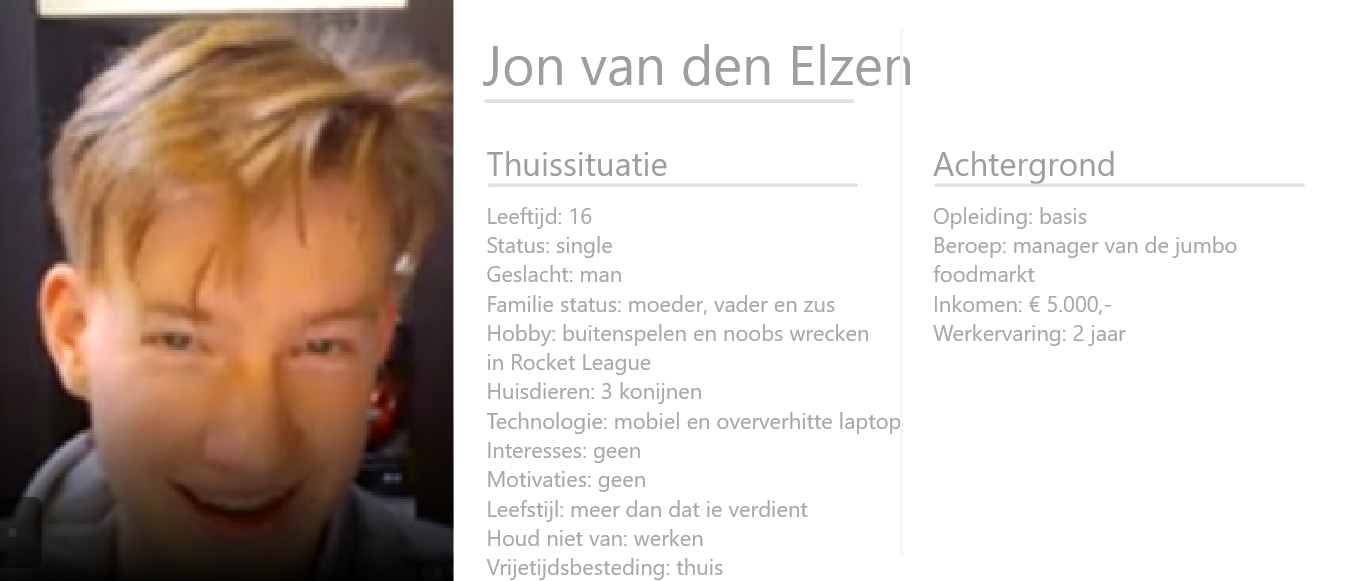 Jon van den Elzen
Thuissituatie
Leeftijd: 16
Status: single
Geslacht: man
Familie status: moeder, vader en zus
Hobby: buitenspelen en noobs wrecken
in Rocket League
Huisdieren: 3 konijnen
Technologie: mobiel en oververhitte laptop
Interesses: geen
Motivaties: geen
Leefstijl: meer dan dat ie verdient
Houd niet van: werken
Vrijetijdsbesteding: thuis
Achtergrond
Opleiding: basis
Beroep: manager van de jumbo
foodmarkt
Inkomen: € 5.000,-
Werkervaring: 2 jaar